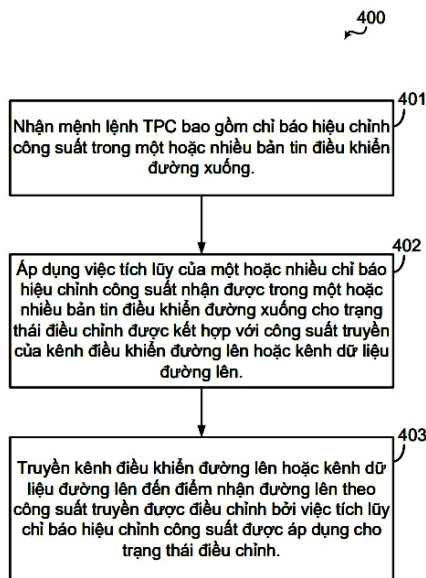 400
401
Nhận mệnh lệnh TPC bao gồm chỉ báo hiệu chỉnh
công suất trong một hoặc nhiều bản tin điều khiển
đường xuống.
402
Áp dụng việc tích lũy của một hoặc nhiều chỉ báo
hiệu chỉnh công suất nhận được trong một hoặc
nhiều bản tin điều khiển đường xuống cho trạng
thái điều chỉnh được kết hợp với công suất truyền
của kênh điều khiển đường lên hoặc kênh dữ liệu
đường lên.
403
Truyền kênh điều khiển đường lên hoặc kênh dữ
liệu đường lên đến điểm nhận đường lên theo
công suất truyền được điều chỉnh bởi việc tích lũy
chỉ báo hiệu chỉnh công suất được áp dụng cho
trạng thái điều chỉnh.